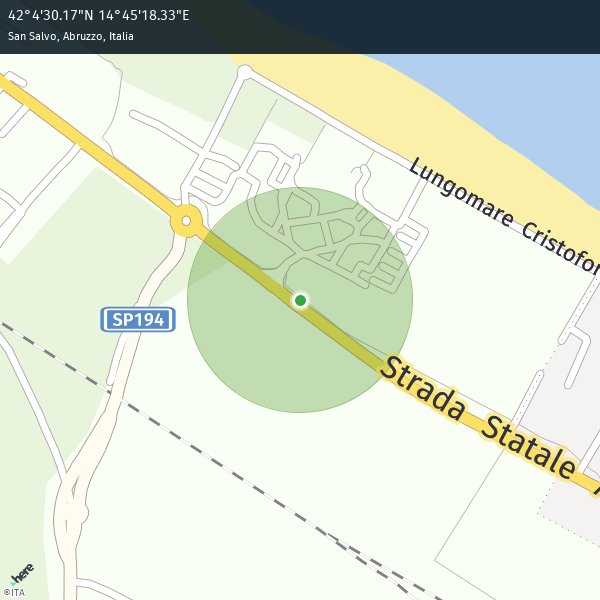 42°4'30.17"N 14°45'18.33"E
San Salvo, Abruzzo, Italia
Lungomare Cristofor
SP194
Strada Statale
here
©ITA